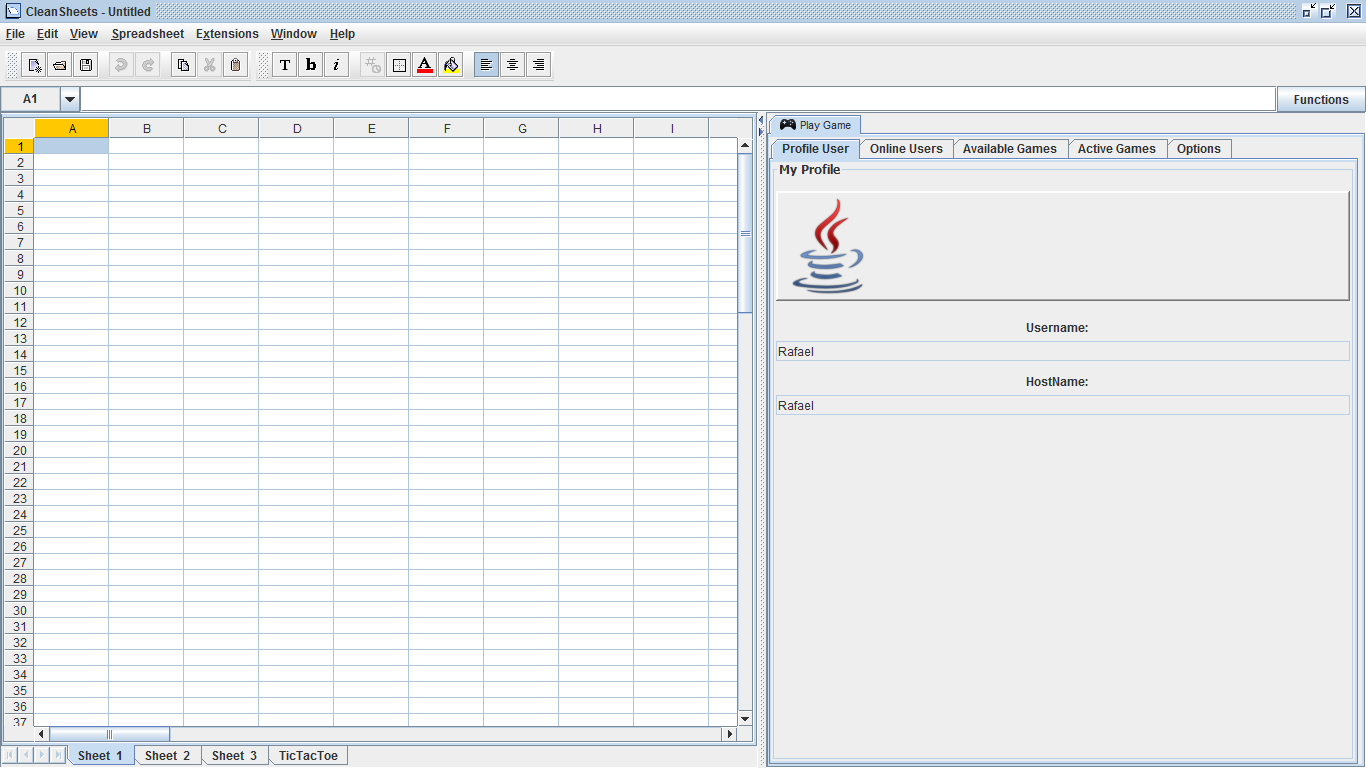 CleanSheets - Untitled
File Edit View Spreadsheet Extensions Window Help
T b i A
A1 Functions
A B C D E F G H I
1
2
3
4
5
6
7
8
9
10
11
12
13
14
15
16
17
18
19
20
21
22
23
24
25
26
27
28
29
30
31
32
33
34
35
36
37
Sheet 1 Sheet 2 Sheet 3 TicTacToe
Play Game
Profile User Online Users Available Games Active Games Options
My Profile
Username:
Rafael
HostName:
Rafael